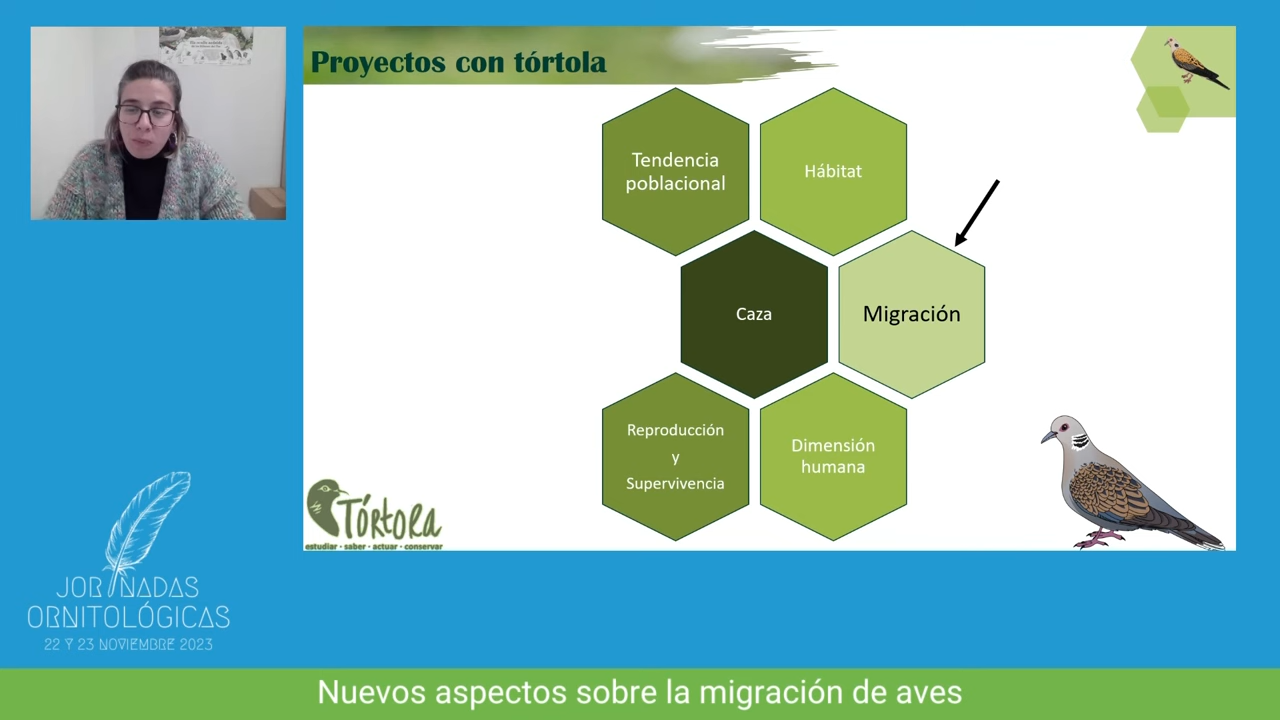 Proyectos con tórtola
Tendencia
poblacional
Hábitat
Caza
Migración
Reproducción
y
Supervivencia
Dimensión
humana
Tórtora
estudiar · saber · actuar · conservar
JORNADAS
ORNITOLÓGICAS
22 Y 23 NOVIEMBRE 2023
Nuevos aspectos sobre la migración de aves